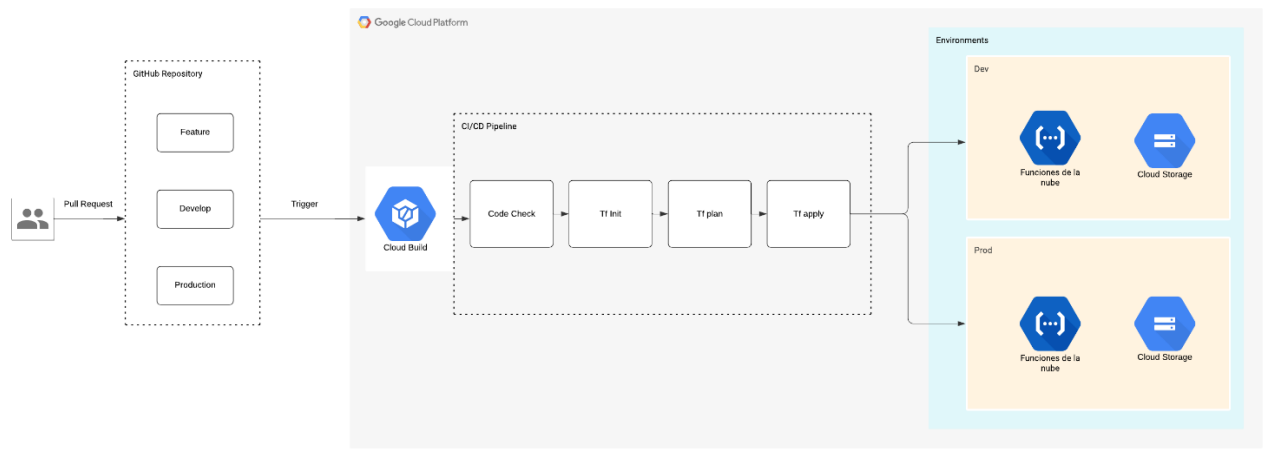 Google Cloud Platform
Environments
Dev
GitHub Repository
CI/CD Pipeline
Feature
Funciones de la
nube
Cloud Storage
Pull Request
Develop
Trigger
Cloud Build
Code Check
Tf Init
Tf plan
Tf apply
Production
Prod
Funciones de la
nube
Cloud Storage